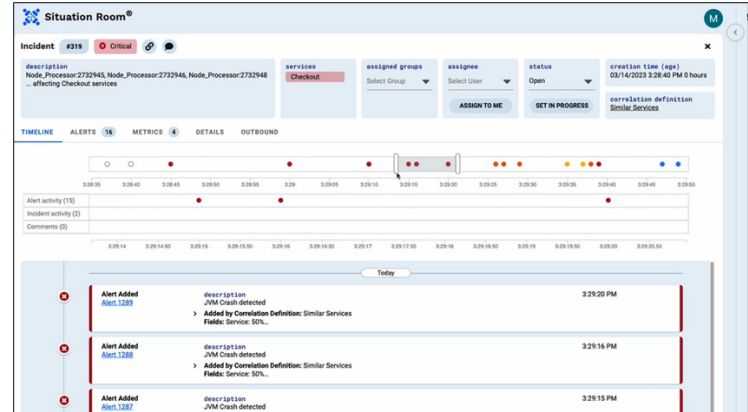 Situation Room®
M
Incident #319 Critical
description
Node_Processor:2732945, Node_Processor:2732946, Node_Processor:2732948
... affecting Checkout services
services
Checkout
assigned groups
Select Group
assignee
Select User
ASSIGN TO ME
status
Open
SET IN PROGRESS
creation time (age)
03/14/2023 3:28:40 PM 0 hours
correlation definition
Similar Services
TIMELINE ALERTS 16 METRICS 4 DETAILS OUTBOUND
3:28:35 3:28:40 3:28:45 3:28:50 3:28:55 3:29 3:29:05 3:29:10 3:29:15 3:29:20 3:29:25 3:29:30 3:29:35 3:29:40 3:29:45 3:29:50
Alert activity (15)
Incident activity (2)
Comments (0)
3:29:14 3:29:14.50 3:29:15 3:29:15.50 3:29:16 3:29:16.50 3:29:17 3:29:17.50 3:29:18 3:29:18.50 3:29:19 3:29:19.50 3:29:20 3:29:20.50
Today
Alert Added
Alert 1289
description
JVM Crash detected
Added by Correlation Definition: Similar Services
Fields: Service: 50%...
3:29:20 PM
Alert Added
Alert 1288
description
JVM Crash detected
Added by Correlation Definition: Similar Services
Fields: Service: 50%...
3:29:16 PM
Alert Added
Alert 1287
description
JVM Crash detected
3:29:15 PM